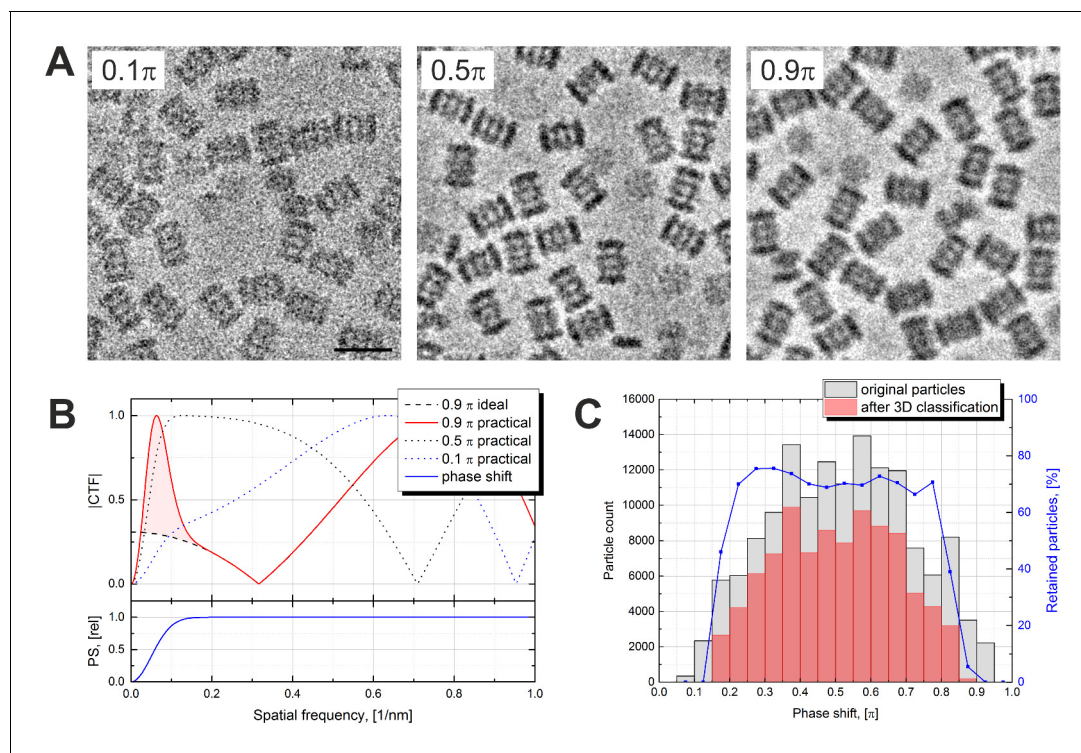 A
0.1π
0.5π
0.9π
B
1.0
0.5
0.0
|CTF|
0.9 π ideal
0.9 π practical
0.5 π practical
0.1 π practical
phase shift
1.0
0.5
0.0
PS, [rel]
0.0 0.2 0.4 0.6 0.8 1.0
Spatial frequency, [1/nm]
C
original particles
after 3D classification
16000
14000
12000
10000
8000
6000
4000
2000
0
Particle count
100
80
60
40
20
0
Retained particles, [%]
0.0 0.1 0.2 0.3 0.4 0.5 0.6 0.7 0.8 0.9 1.0
Phase shift, [π]